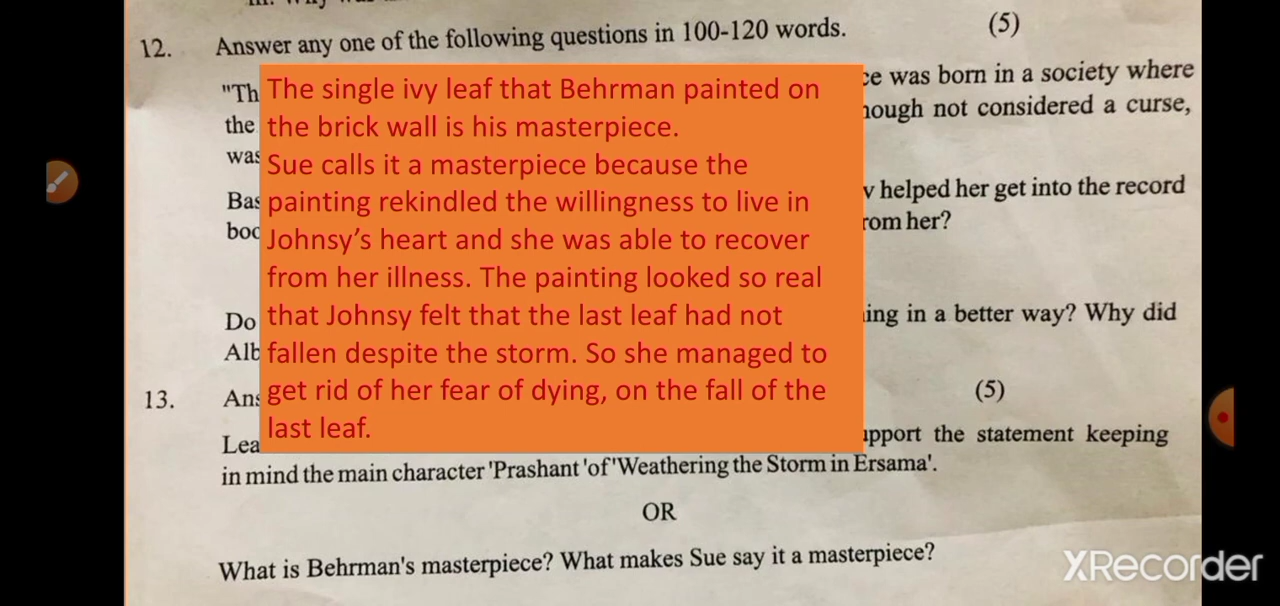 12. Answer any one of the following questions in 100-120 words. (5)
"Th ce was born in a society where
the hough not considered a curse,
was
Bas y helped her get into the record
boo rom her?
Do ing in a better way? Why did
Alb
13. Ans (5)
Lea upport the statement keeping
in mind the main character 'Prashant 'of 'Weathering the Storm in Ersama'.
OR
What is Behrman's masterpiece? What makes Sue say it a masterpiece?
The single ivy leaf that Behrman painted on
the brick wall is his masterpiece.
Sue calls it a masterpiece because the
painting rekindled the willingness to live in
Johnsy's heart and she was able to recover
from her illness. The painting looked so real
that Johnsy felt that the last leaf had not
fallen despite the storm. So she managed to
get rid of her fear of dying, on the fall of the
last leaf.
XRecorder